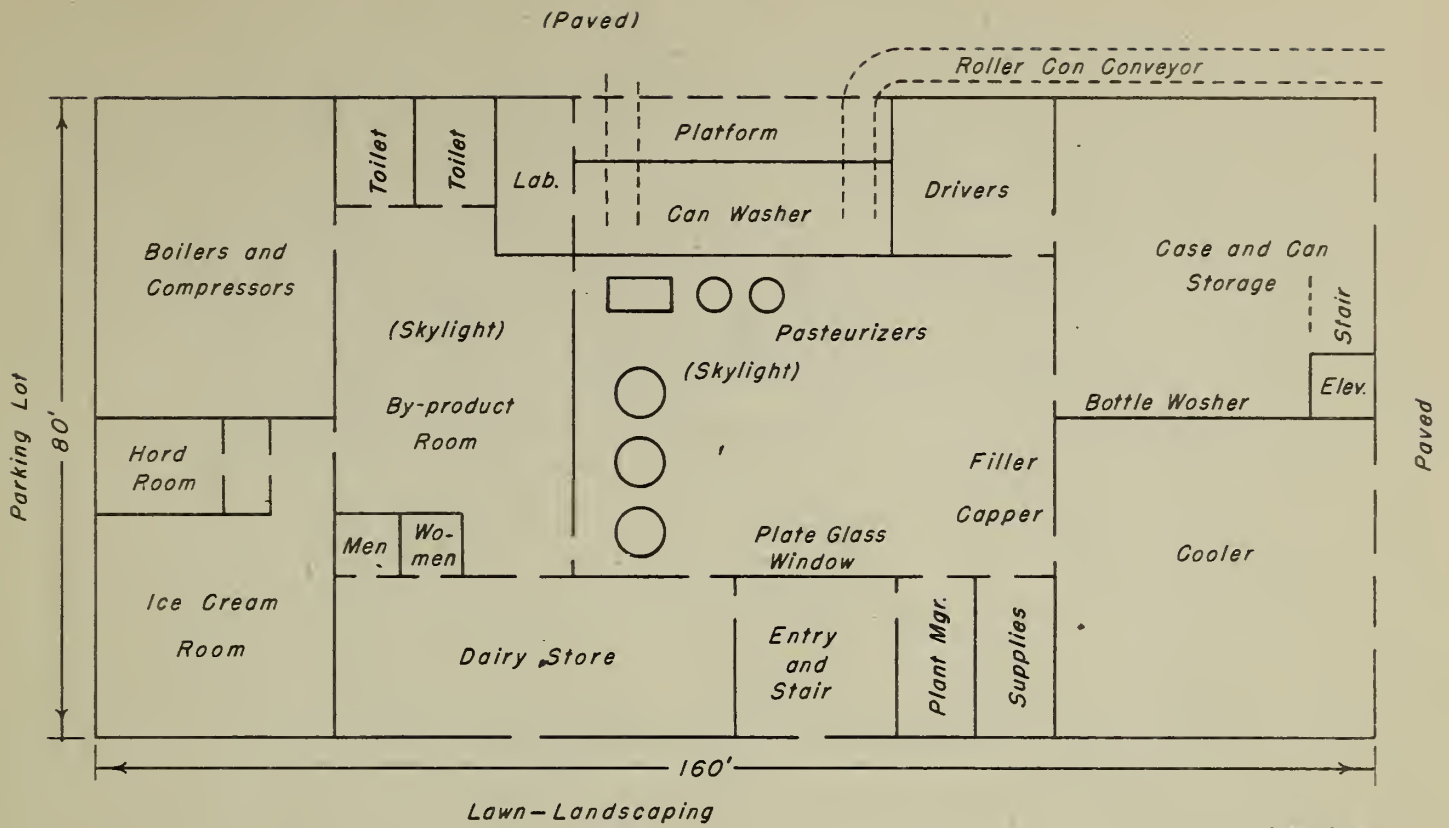 (Paved)
Roller Can Conveyor
Platform
Toilet
Toilet
Lab.
Can Washer
Drivers
Boilers and
Compressors
Case and Can
Storage
Stair
(Skylight)
Pasteurizers
(Skylight)
Elev.
By-product
Room
Bottle Washer
Parking Lot
80'
Paved
Hard
Room
Filler
Capper
Plate Glass
Window
Men
Wo-
men
Cooler
Ice Cream
Room
Dairy Store
Entry
and
Stair
Plant Mgr.
Supplies
160'
Lawn-Landscaping